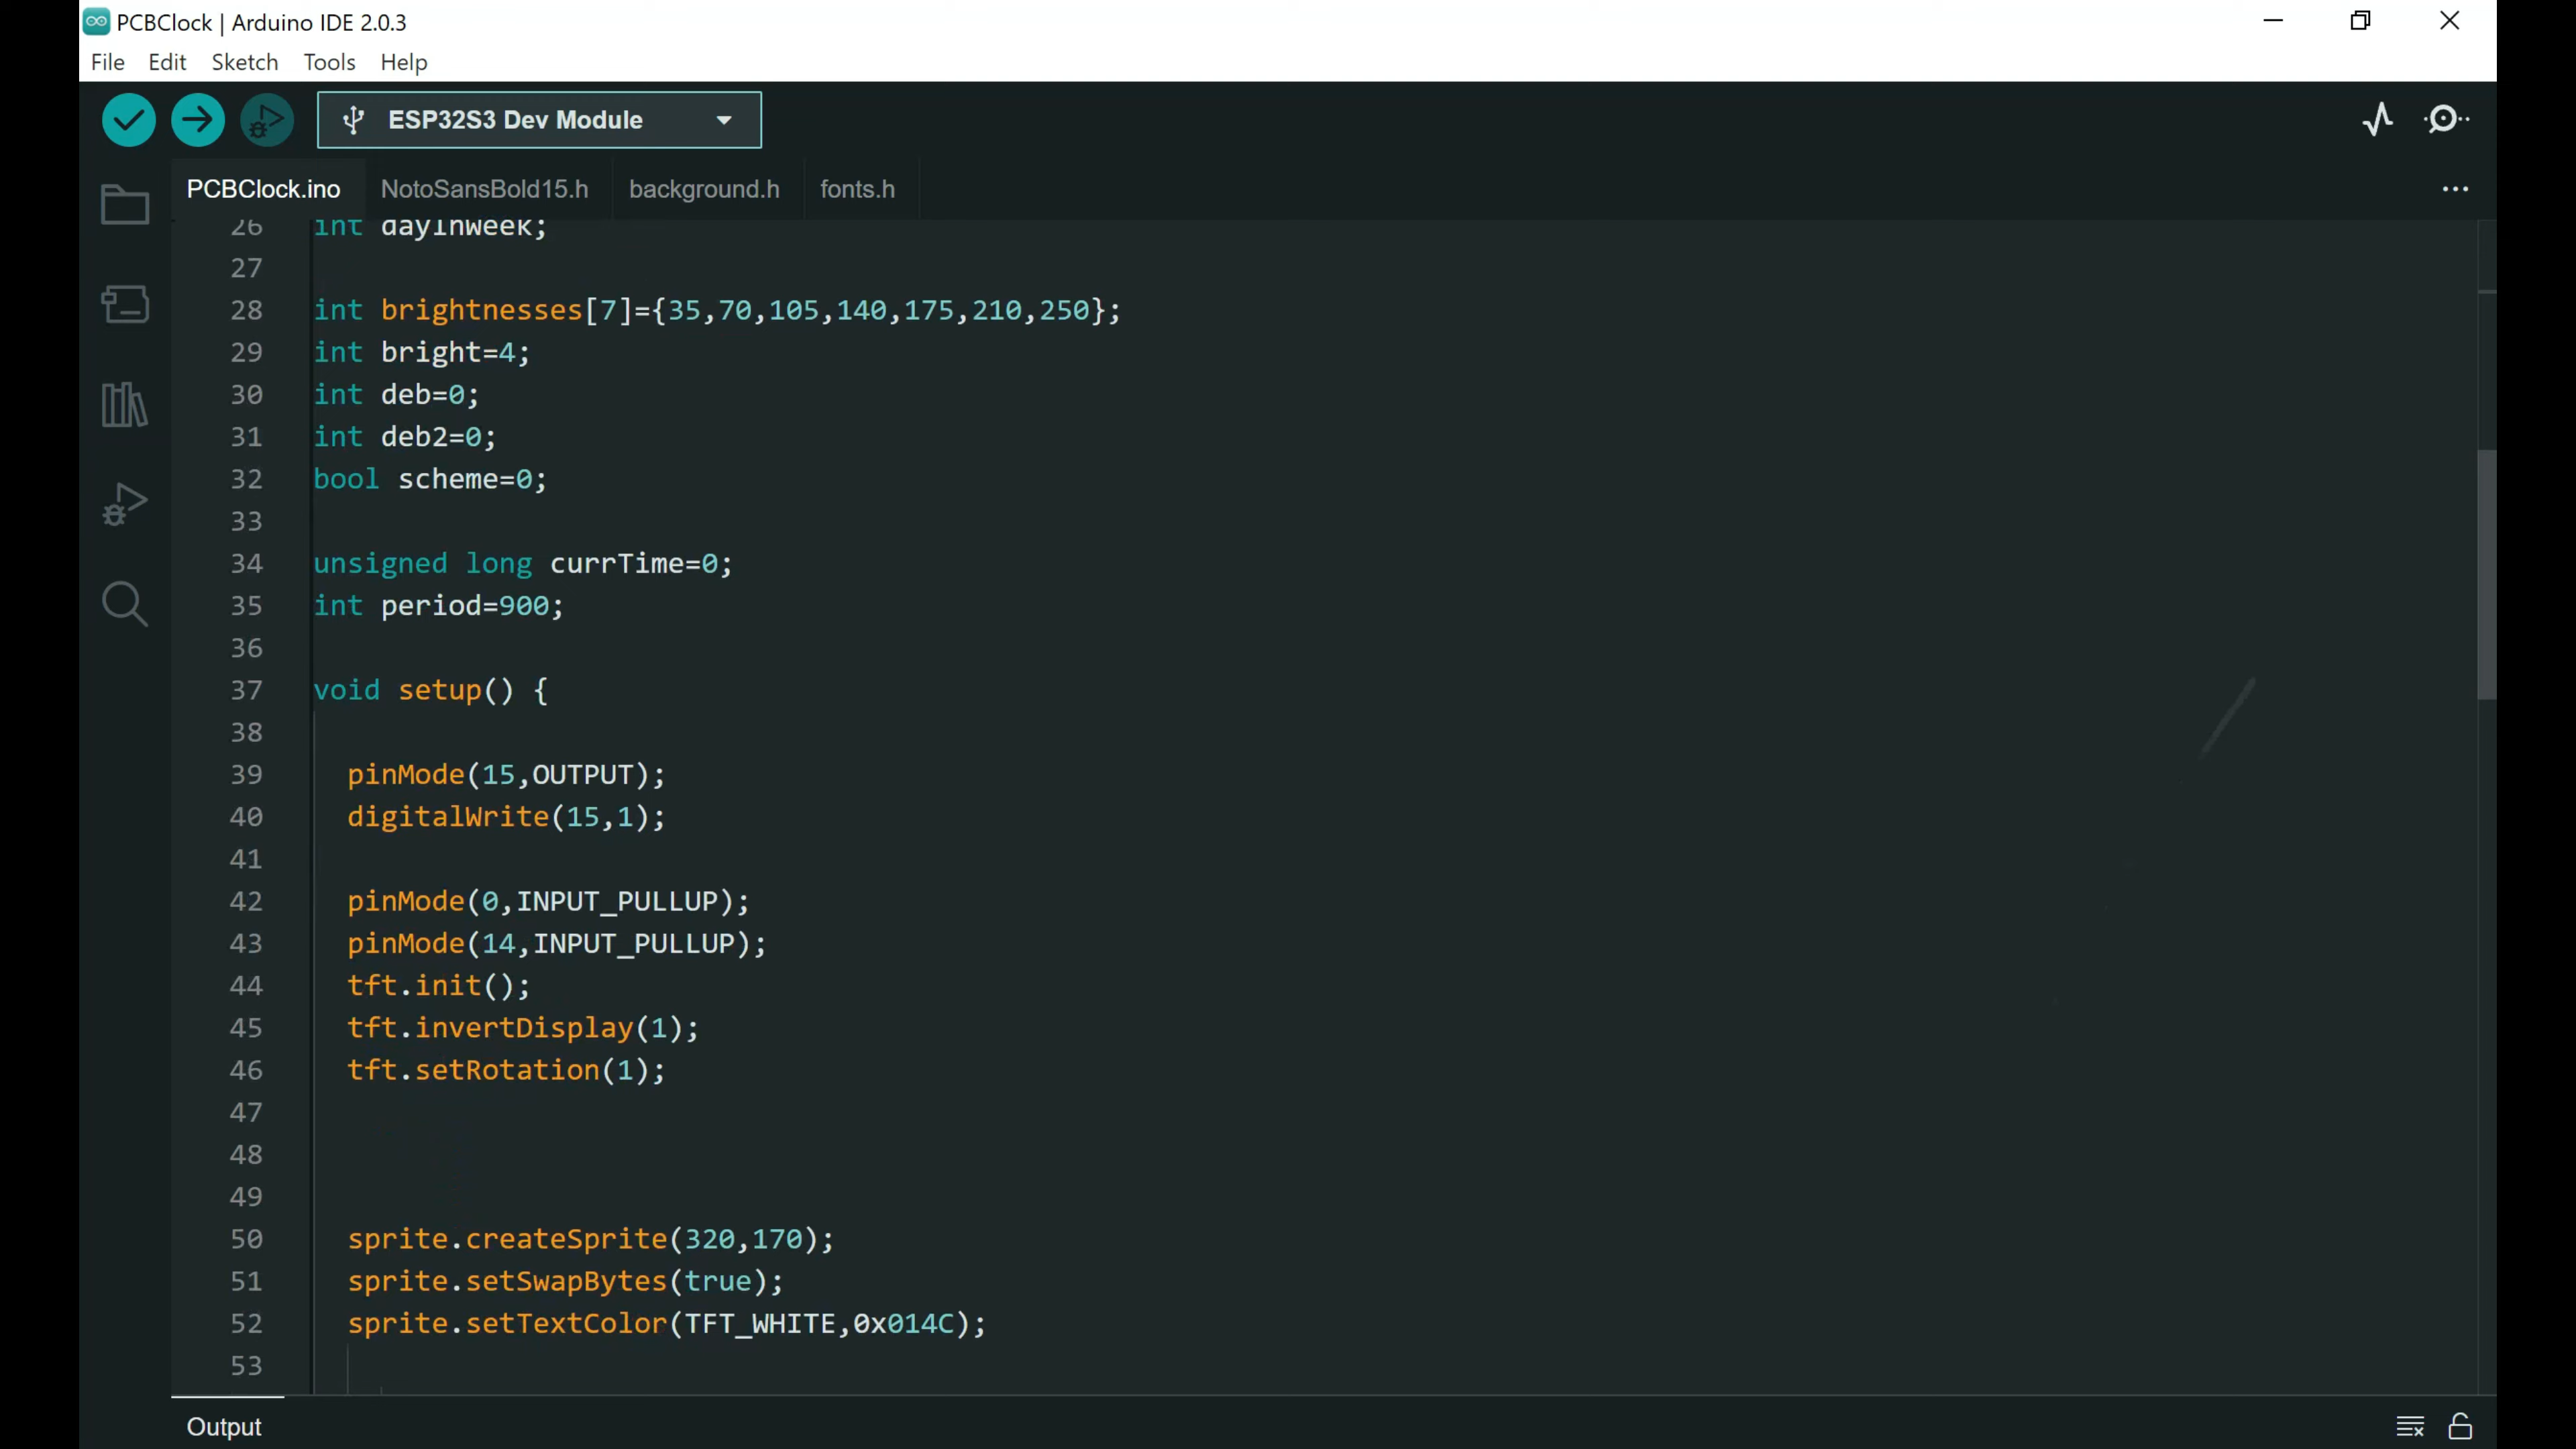 PCBClock | Arduino IDE 2.0.3
File Edit Sketch Tools Help
ESP32S3 Dev Module
PCBClock.ino NotoSansBold15.h background.h fonts.h
26 int dayInWeek;
27
28 int brightnesses[7]={35,70,105,140,175,210,250};
29 int bright=4;
30 int deb=0;
31 int deb2=0;
32 bool scheme=0;
33
34 unsigned long currTime=0;
35 int period=900;
36
37 void setup() {
38
39 pinMode(15,OUTPUT);
40 digitalWrite(15,1);
41
42 pinMode(0,INPUT_PULLUP);
43 pinMode(14,INPUT_PULLUP);
44 tft.init();
45 tft.invertDisplay(1);
46 tft.setRotation(1);
47
48
49
50 sprite.createSprite(320,170);
51 sprite.setSwapBytes(true);
52 sprite.setTextColor(TFT_WHITE,0x014C);
53
Output